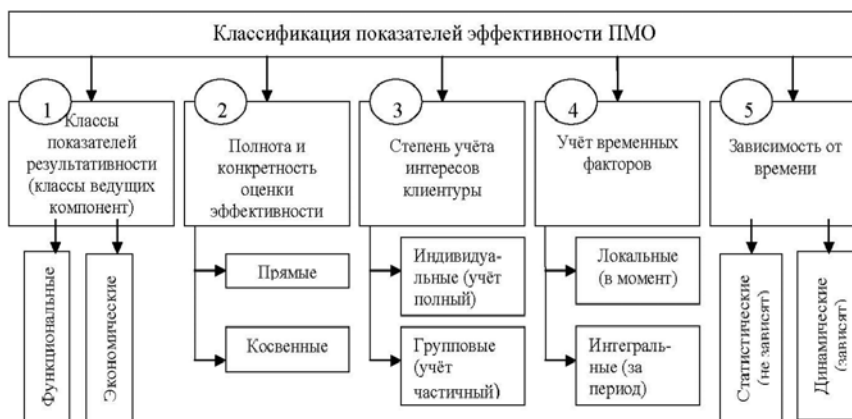 Классификация показателей эффективности ПМО
1
Классы
показателей
результативности
(классы ведущих
компонент)
2
Полнота и
конкретность
оценки
эффективности
3
Степень учёта
интересов
клиентуры
4
Учёт временных
факторов
5
Зависимость от
времени
Функциональные
Экономические
Прямые
Косвенные
Индивидуа-
льные (учёт
полный)
Групповые
(учёт
частичный)
Локальные
(в момент)
Интеграль-
ные (за
период)
Статистические
(не зависят)
Динамические
(зависят)